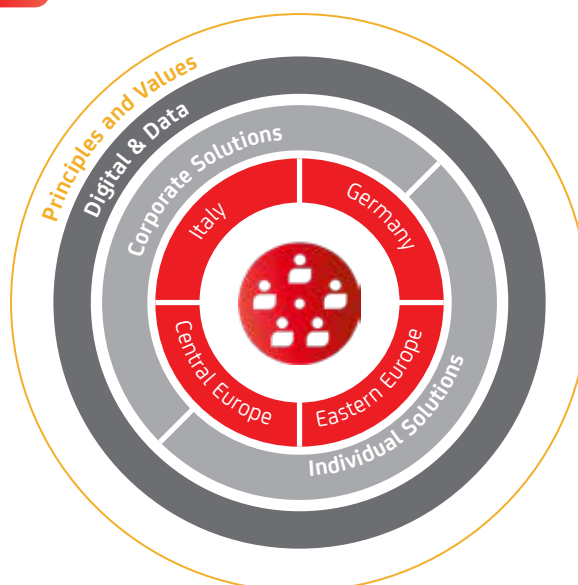 Principles and Values
Digital & Data
Corporate Solutions
Italy
Germany
Central Europe
Eastern Europe
Individual Solutions